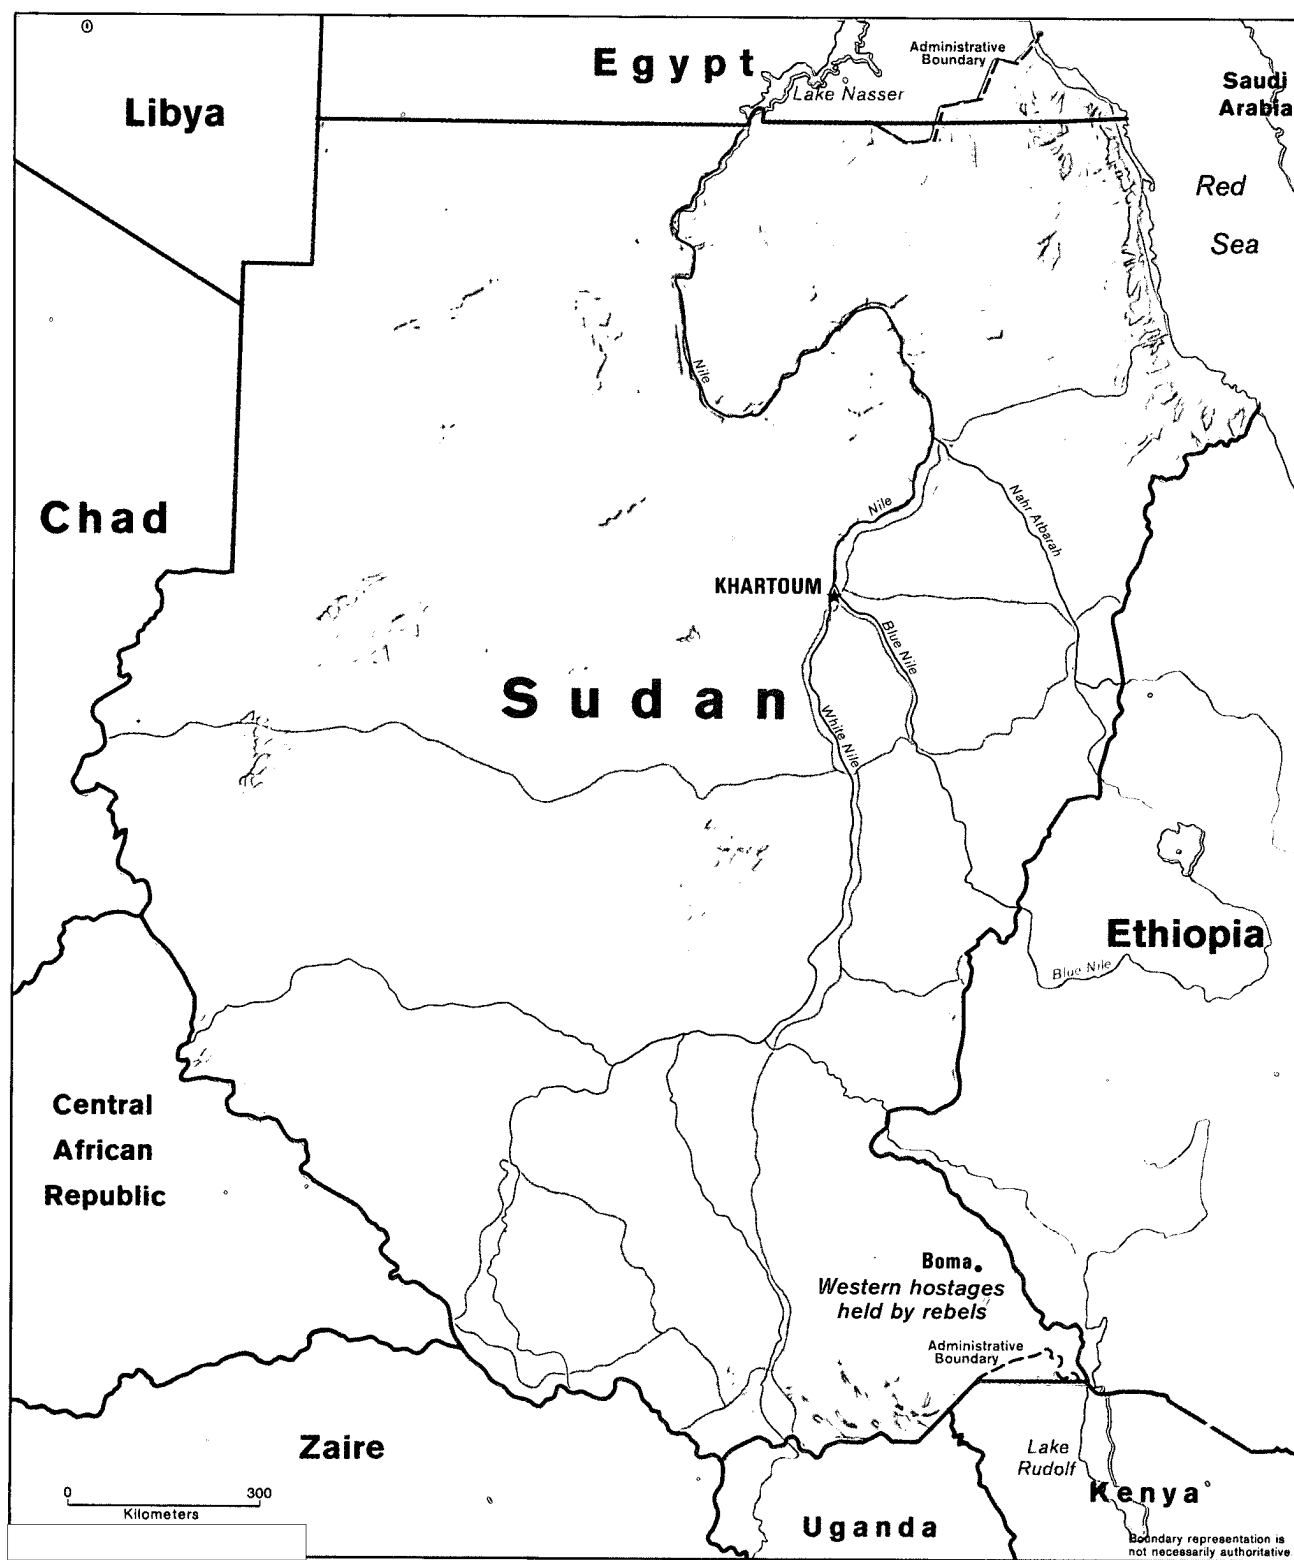 Egypt
Administrative
Boundary
Lake Nasser
Saudi
Arabia
Libya
Red
Sea
Nile
Chad
Nile
Nahr Atbarah
KHARTOUM
Blue Nile
Sudan
White Nile
Ethiopia
Blue Nile
Central
African
Republic
Boma
Western hostages
held by rebels
Administrative
Boundary
Zaire
Lake
Rudolf
Kenya
0 300
Kilometers
Uganda
Boundary representation is
not necessarily authoritative